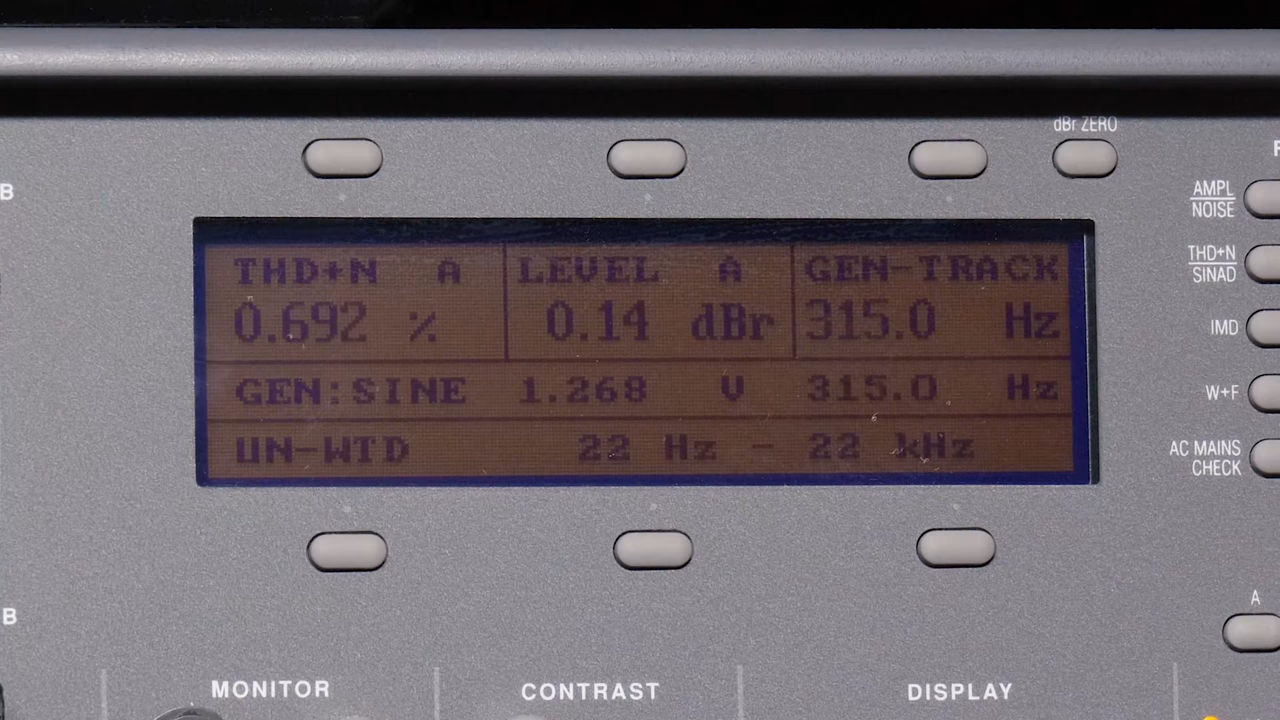 dBr ZERO
B
AMPL
NOISE
THD+N
SINAD
IMD
W+F
AC MAINS
CHECK
THD+N A LEVEL A GEN-TRACK
0.692 % 0.14 dBr 315.0 Hz
GEN:SINE 1.268 V 315.0 Hz
UN-WTD 22 Hz - 22 kHz
A
B
MONITOR CONTRAST DISPLAY